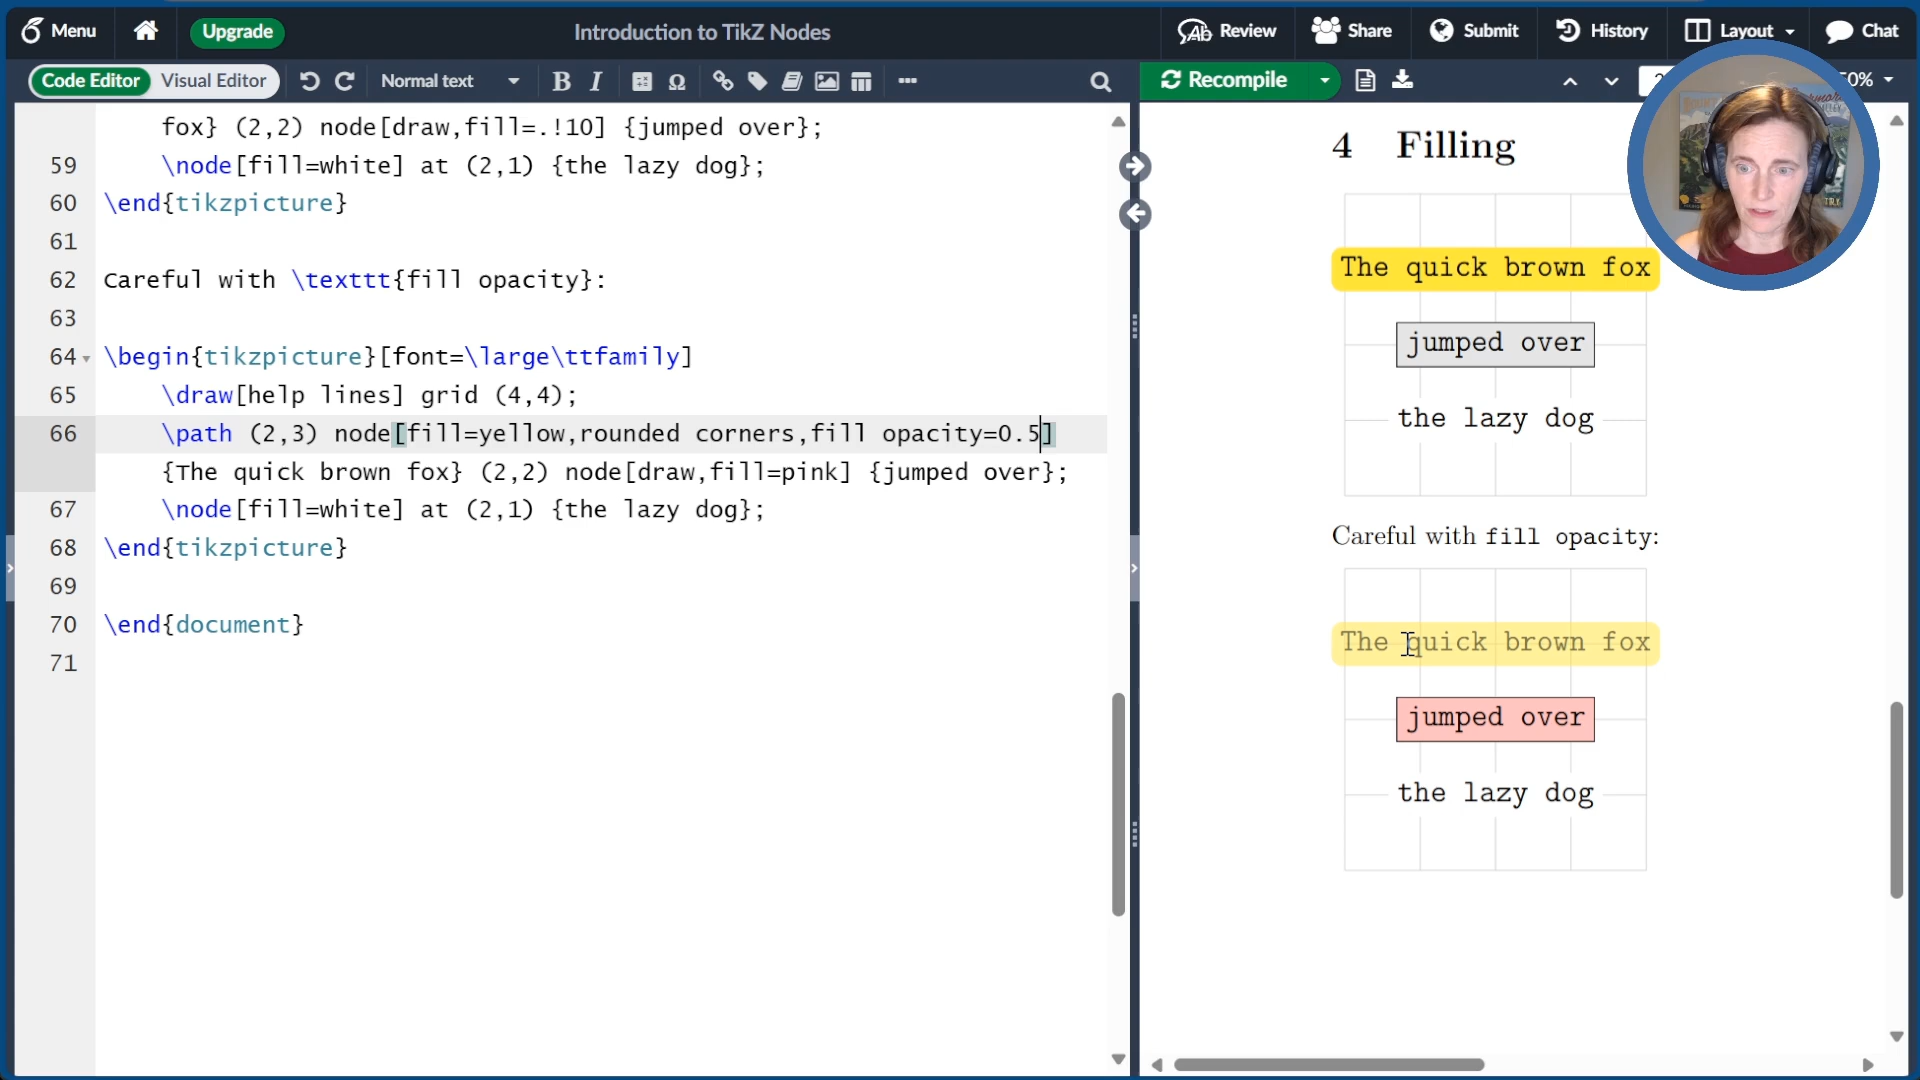 Menu
Upgrade
Introduction to TikZ Nodes
Review
Share
Submit
History
Layout
Chat
Code Editor
Visual Editor
Normal text
B I Ω
Recompile
0%
fox} (2,2) node[draw,fill=.!10] {jumped over};
59 \node[fill=white] at (2,1) {the lazy dog};
60 \end{tikzpicture}
61
62 Careful with \texttt{fill opacity}:
63
64 \begin{tikzpicture}[font=\large\ttfamily]
65 \draw[help lines] grid (4,4);
66 \path (2,3) node[fill=yellow,rounded corners,fill opacity=0.5]
{The quick brown fox} (2,2) node[draw,fill=pink] {jumped over};
67 \node[fill=white] at (2,1) {the lazy dog};
68 \end{tikzpicture}
69
70 \end{document}
71
4 Filling
The quick brown fox
jumped over
the lazy dog
Careful with fill opacity:
The quick brown fox
jumped over
the lazy dog